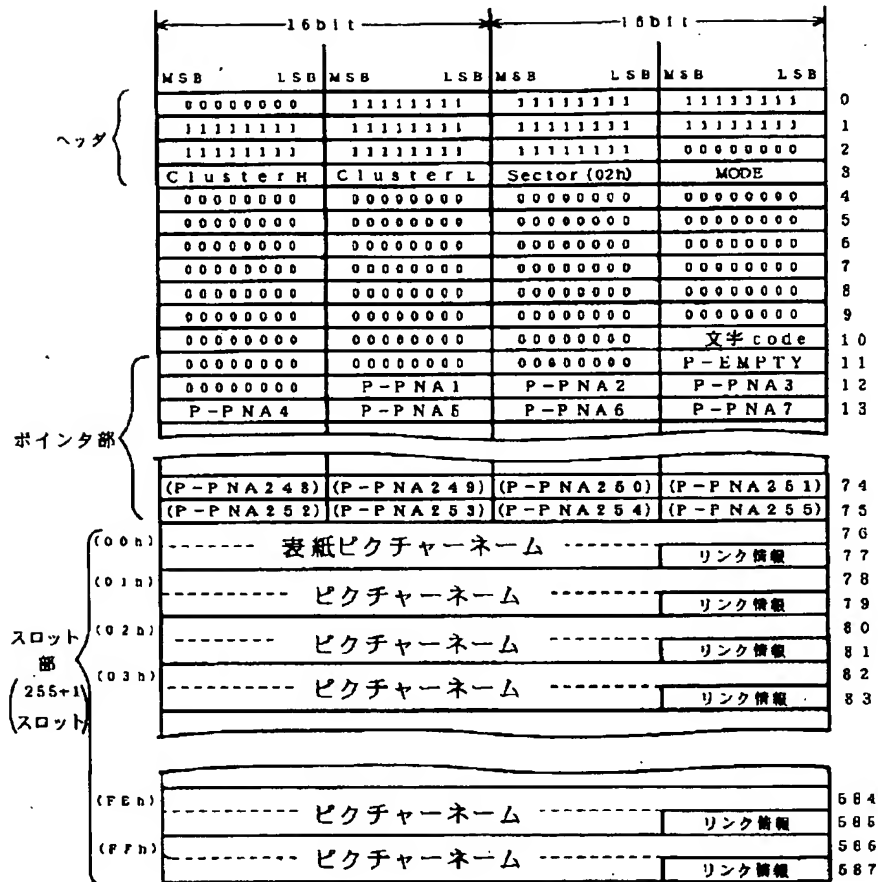 16bit 16bit
MSB LSB MSB LSB MSB LSB MSB LSB
ヘッダ
00000000 11111111 11111111 11111111 0
11111111 11111111 11111111 11111111 1
11111111 11111111 11111111 00000000 2
ClusterH ClusterL Sector(02h) MODE 3
00000000 00000000 00000000 00000000 4
00000000 00000000 00000000 00000000 5
00000000 00000000 00000000 00000000 6
00000000 00000000 00000000 00000000 7
00000000 00000000 00000000 00000000 8
00000000 00000000 00000000 00000000 9
00000000 00000000 00000000 文字code 10
ポインタ部
00000000 00000000 00000000 P-EMPTY 11
00000000 P-PNA1 P-PNA2 P-PNA3 12
P-PNA4 P-PNA5 P-PNA6 P-PNA7 13
(P-PNA248) (P-PNA249) (P-PNA250) (P-PNA251) 74
(P-PNA252) (P-PNA253) (P-PNA254) (P-PNA255) 75
スロット
部
(255+1
スロット)
(00h) 表紙ピクチャーネーム 76
リンク情報 77
(01h) ピクチャーネーム 78
リンク情報 79
(02h) ピクチャーネーム 80
リンク情報 81
(03h) ピクチャーネーム 82
リンク情報 83
(FEh) ピクチャーネーム 584
リンク情報 585
(FFh) ピクチャーネーム 586
リンク情報 587